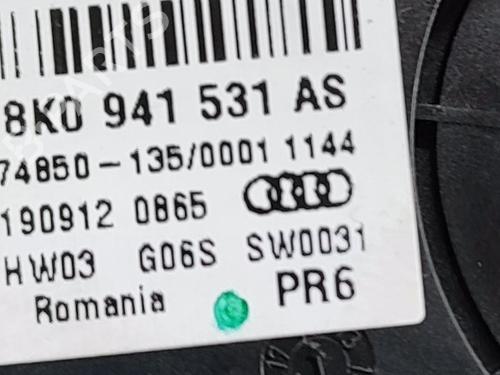 8K0 941 531 AS
74850-135/0001 1144
190912 0865
HW03 G06S SW0031
Romania PR6